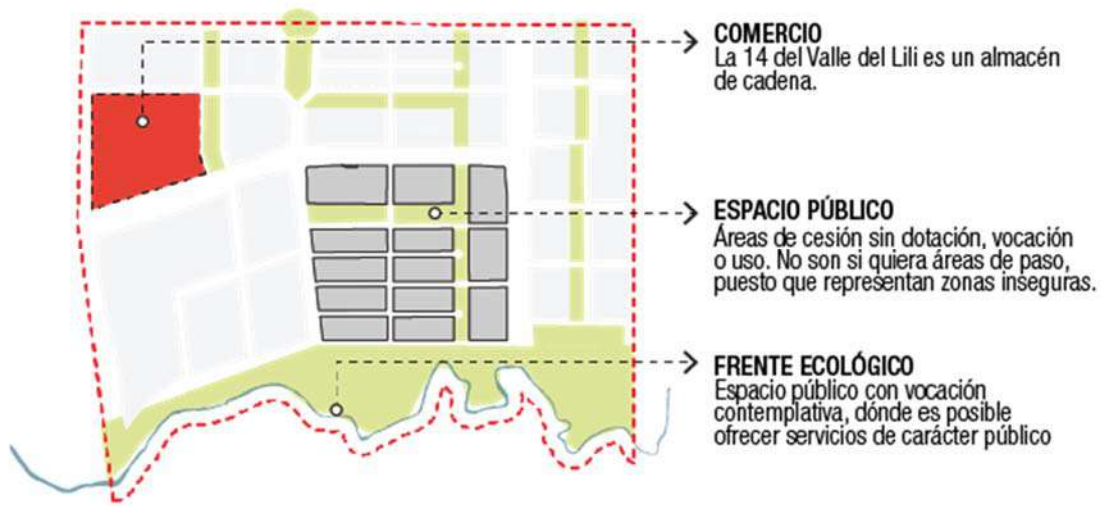 COMERCIO
La 14 del Valle del Lili es un almacén
de cadena.
ESPACIO PÚBLICO
Áreas de cesión sin dotación, vocación
o uso. No son si quiera áreas de paso,
puesto que representan zonas inseguras.
FRENTE ECOLÓGICO
Espacio público con vocación
contemplativa, dónde es posible
ofrecer servicios de carácter público